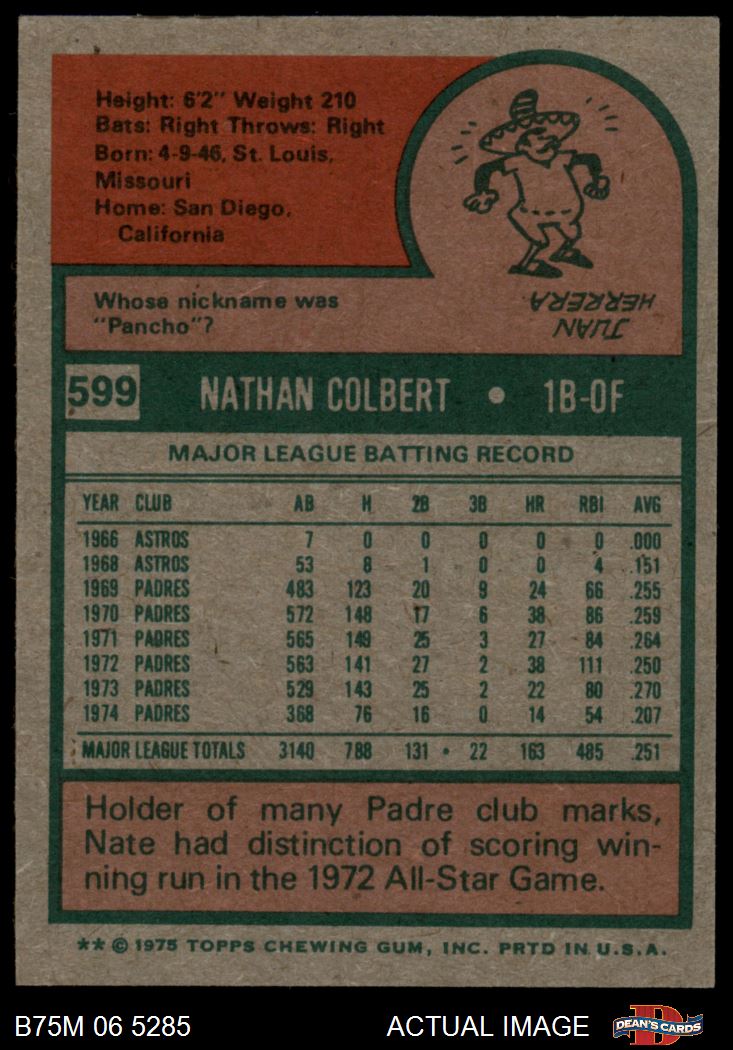 Height: 6'2" Weight 210
Bats: Right Throws: Right
Born: 4-9-46, St. Louis,
Missouri
Home: San Diego,
California
Whose nickname was
"Pancho"?
JUAN
HERRERA
599 NATHAN COLBERT • 1B-OF
MAJOR LEAGUE BATTING RECORD
YEAR CLUB AB H 2B 3B HR RBI AVG
1966 ASTROS 7 0 0 0 0 0 .000
1968 ASTROS 53 8 1 0 0 4 .151
1969 PADRES 483 123 20 9 24 66 .255
1970 PADRES 572 148 17 6 38 86 .259
1971 PADRES 565 149 25 3 27 84 .264
1972 PADRES 563 141 27 2 38 111 .250
1973 PADRES 529 143 25 2 22 80 .270
1974 PADRES 368 76 16 0 14 54 .207
MAJOR LEAGUE TOTALS 3140 788 131 22 163 485 .251
Holder of many Padre club marks,
Nate had distinction of scoring win-
ning run in the 1972 All-Star Game.
** © 1975 TOPPS CHEWING GUM, INC. PRTD IN U.S.A.
B75M 06 5285 ACTUAL IMAGE D DEAN'S CARDS